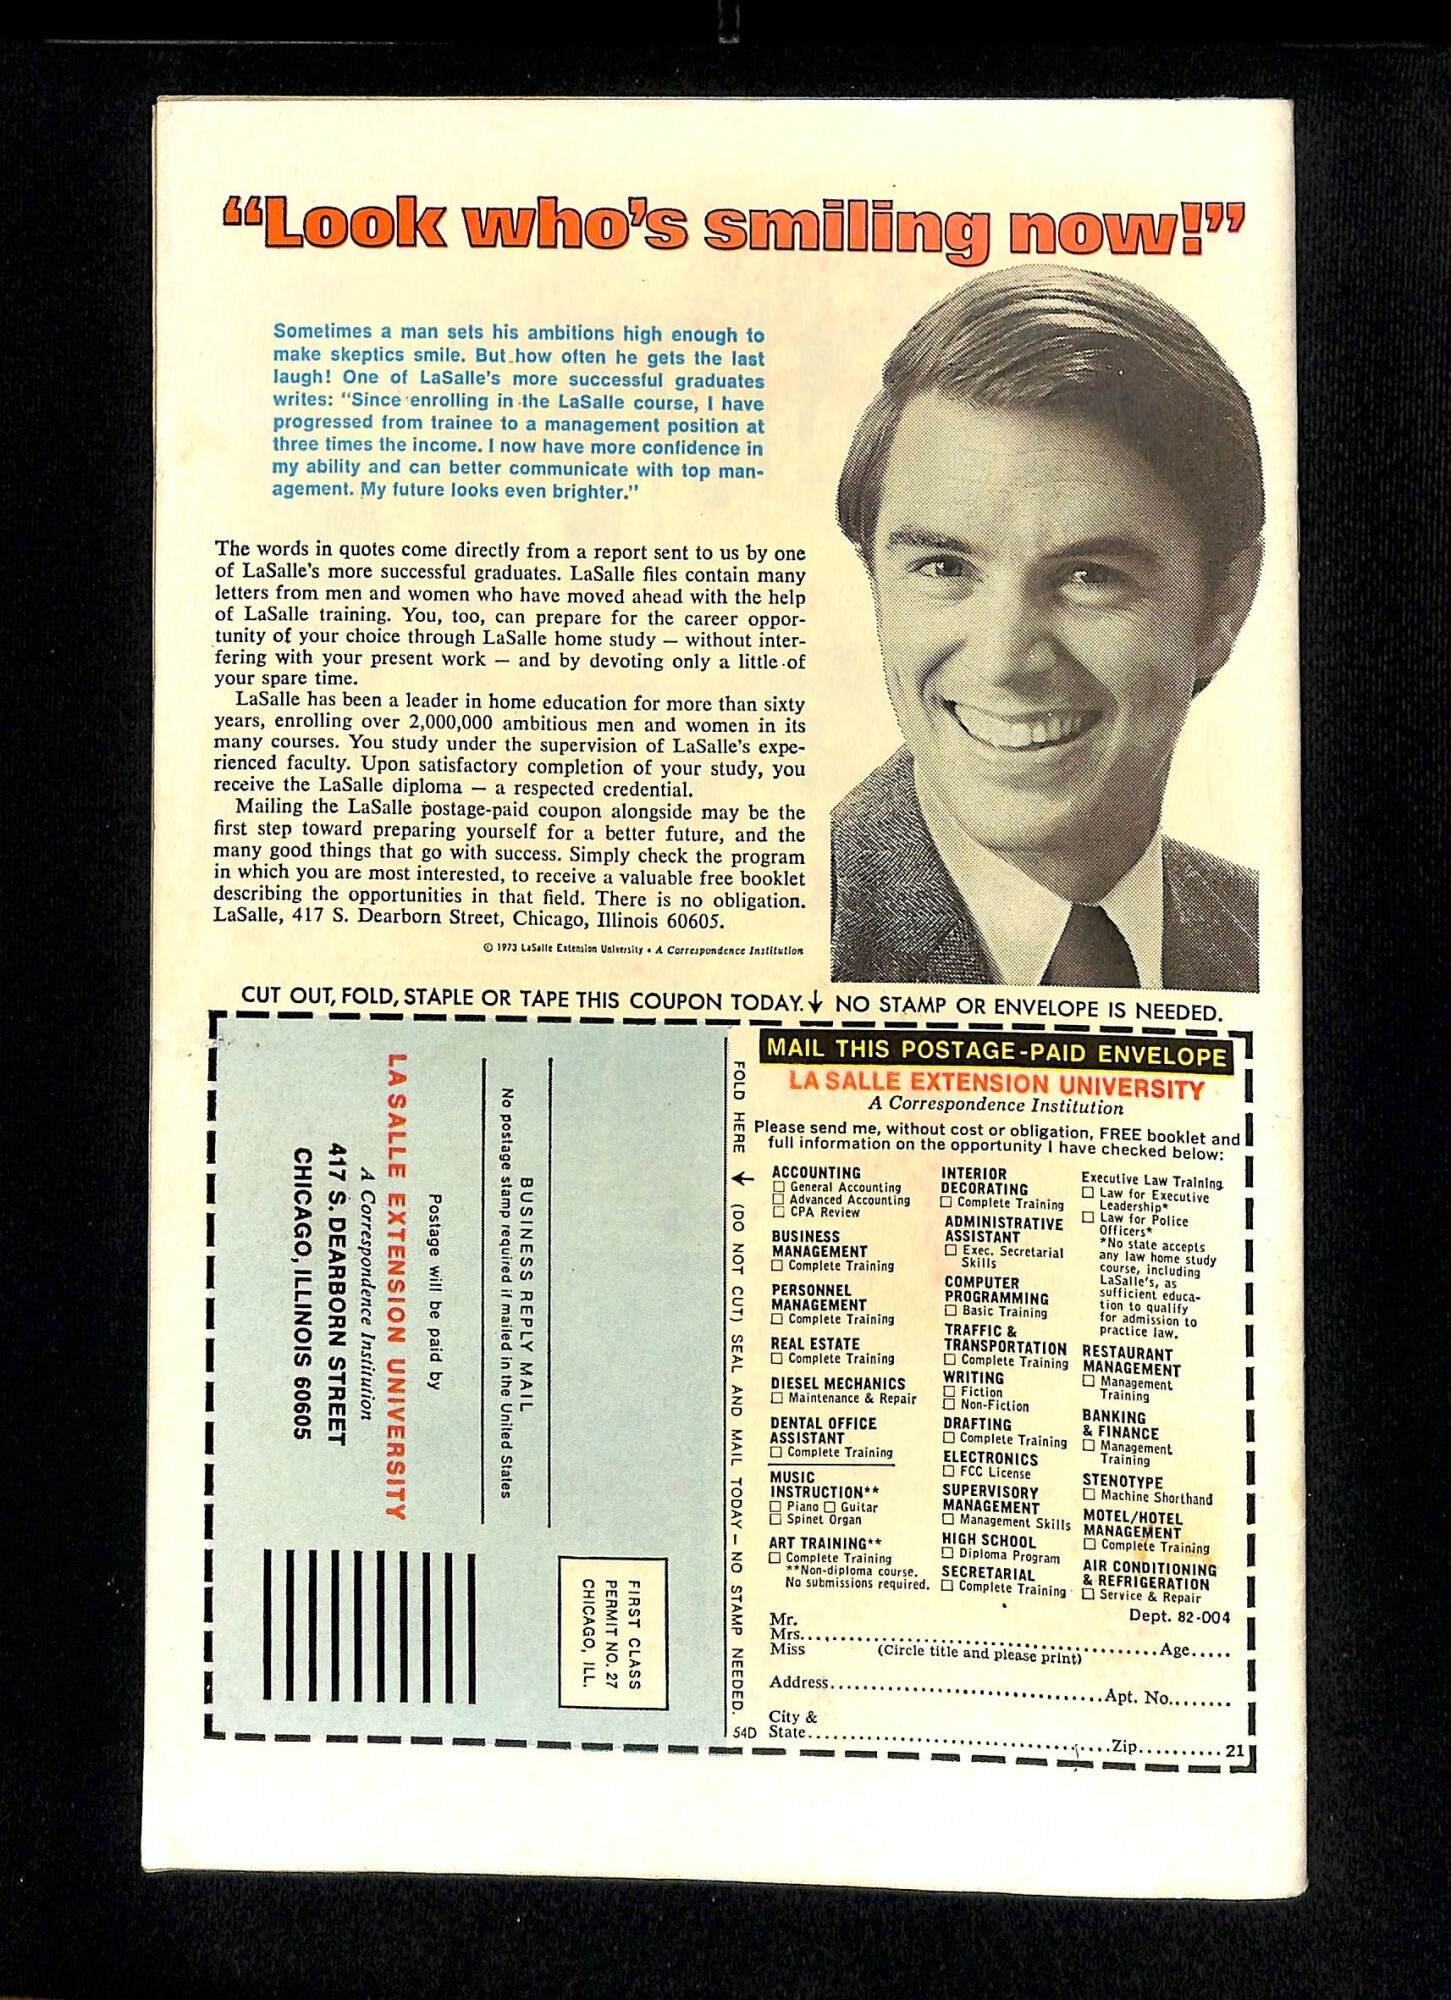 “Look who’s smiling now!”
Sometimes a man sets his ambitions high enough to
make skeptics smile. But how often he gets the last
laugh! One of LaSalle's more successful graduates
writes: “Since enrolling in the LaSalle course, I have
progressed from trainee to a management position at
three times the income. I now have more confidence in
my ability and can better communicate with top man-
agement. My future looks even brighter.”
The words in quotes come directly from a report sent to us by one
of LaSalle's more successful graduates. LaSalle files contain many
letters from men and women who have moved ahead with the help
of LaSalle training. You, too, can prepare for the career oppor-
tunity of your choice through LaSalle home study — without inter-
fering with your present work — and by devoting only a little of
your spare time.
LaSalle has been a leader in home education for more than sixty
years, enrolling over 2,000,000 ambitious men and women in its
many courses. You study under the supervision of LaSalle's expe-
rienced faculty. Upon satisfactory completion of your study, you
receive the LaSalle diploma — a respected credential.
Mailing the LaSalle postage-paid coupon alongside may be the
first step toward preparing yourself for a better future, and the
many good things that go with success. Simply check the program
in which you are most interested, to receive a valuable free booklet
describing the opportunities in that field. There is no obligation.
LaSalle, 417 S. Dearborn Street, Chicago, Illinois 60605.
© 1973 LaSalle Extension University • A Correspondence Institution
CUT OUT, FOLD, STAPLE OR TAPE THIS COUPON TODAY.↓ NO STAMP OR ENVELOPE IS NEEDED.
FIRST CLASS
PERMIT NO. 27
CHICAGO, ILL.
BUSINESS REPLY MAIL
No postage stamp required if mailed in the United States
Postage will be paid by
LA SALLE EXTENSION UNIVERSITY
A Correspondence Institution
417 S. DEARBORN STREET
CHICAGO, ILLINOIS 60605
FOLD HERE ↓ (DO NOT CUT) SEAL AND MAIL TODAY — NO STAMP NEEDED.
54D
MAIL THIS POSTAGE-PAID ENVELOPE
LA SALLE EXTENSION UNIVERSITY
A Correspondence Institution
Please send me, without cost or obligation, FREE booklet and
full information on the opportunity I have checked below:
ACCOUNTING
☐ General Accounting
☐ Advanced Accounting
☐ CPA Review
BUSINESS
MANAGEMENT
☐ Complete Training
PERSONNEL
MANAGEMENT
☐ Complete Training
REAL ESTATE
☐ Complete Training
DIESEL MECHANICS
☐ Maintenance & Repair
DENTAL OFFICE
ASSISTANT
☐ Complete Training
MUSIC
INSTRUCTION**
☐ Piano ☐ Guitar
☐ Spinet Organ
ART TRAINING**
☐ Complete Training
**Non-diploma course.
No submissions required.
INTERIOR
DECORATING
☐ Complete Training
ADMINISTRATIVE
ASSISTANT
☐ Exec. Secretarial
Skills
COMPUTER
PROGRAMMING
☐ Basic Training
TRAFFIC &
TRANSPORTATION
☐ Complete Training
WRITING
☐ Fiction
☐ Non-Fiction
DRAFTING
☐ Complete Training
ELECTRONICS
☐ FCC License
SUPERVISORY
MANAGEMENT
☐ Management Skills
HIGH SCHOOL
☐ Diploma Program
SECRETARIAL
☐ Complete Training
Executive Law Training
☐ Law for Executive
Leadership*
☐ Law for Police
Officers*
*No state accepts
any law home study
course, including
LaSalle's, as
sufficient educa-
tion to qualify
for admission to
practice law.
RESTAURANT
MANAGEMENT
☐ Management
Training
BANKING
& FINANCE
☐ Management
Training
STENOTYPE
☐ Machine Shorthand
MOTEL/HOTEL
MANAGEMENT
☐ Complete Training
AIR CONDITIONING
& REFRIGERATION
☐ Service & Repair
Dept. 82-004
Mr.
Mrs. Age
Miss (Circle title and please print)
Address Apt. No.
City &
State Zip 21